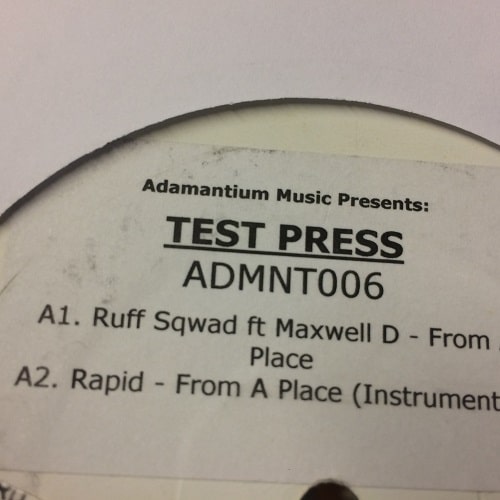 Adamantium Music Presents:
TEST PRESS
ADMNT006
A1. Ruff Sqwad ft Maxwell D - From
Place
A2. Rapid - From A Place (Instrument